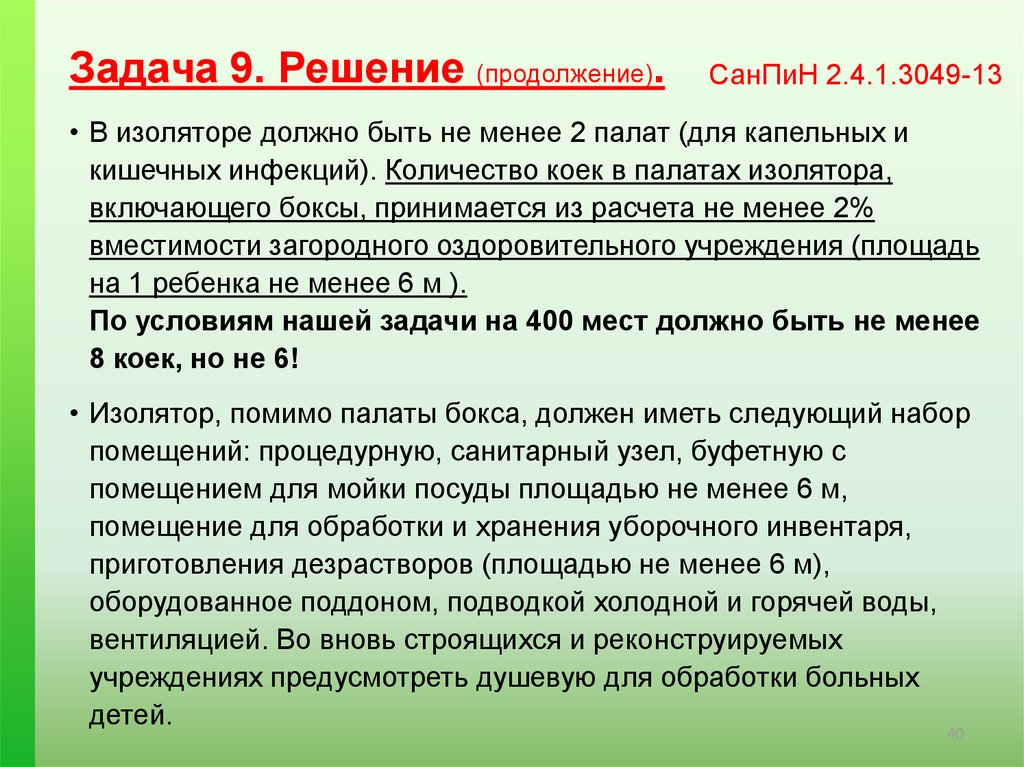 Задача 9. Решение (продолжение). СанПиН 2.4.1.3049-13
• В изоляторе должно быть не менее 2 палат (для капельных и
кишечных инфекций). Количество коек в палатах изолятора,
включающего боксы, принимается из расчета не менее 2%
вместимости загородного оздоровительного учреждения (площадь
на 1 ребенка не менее 6 м ).
По условиям нашей задачи на 400 мест должно быть не менее
8 коек, но не 6!
• Изолятор, помимо палаты бокса, должен иметь следующий набор
помещений: процедурную, санитарный узел, буфетную с
помещением для мойки посуды площадью не менее 6 м,
помещение для обработки и хранения уборочного инвентаря,
приготовления дезрастворов (площадью не менее 6 м),
оборудованное поддоном, подводкой холодной и горячей воды,
вентиляцией. Во вновь строящихся и реконструируемых
учреждениях предусмотреть душевую для обработки больных
детей.
40